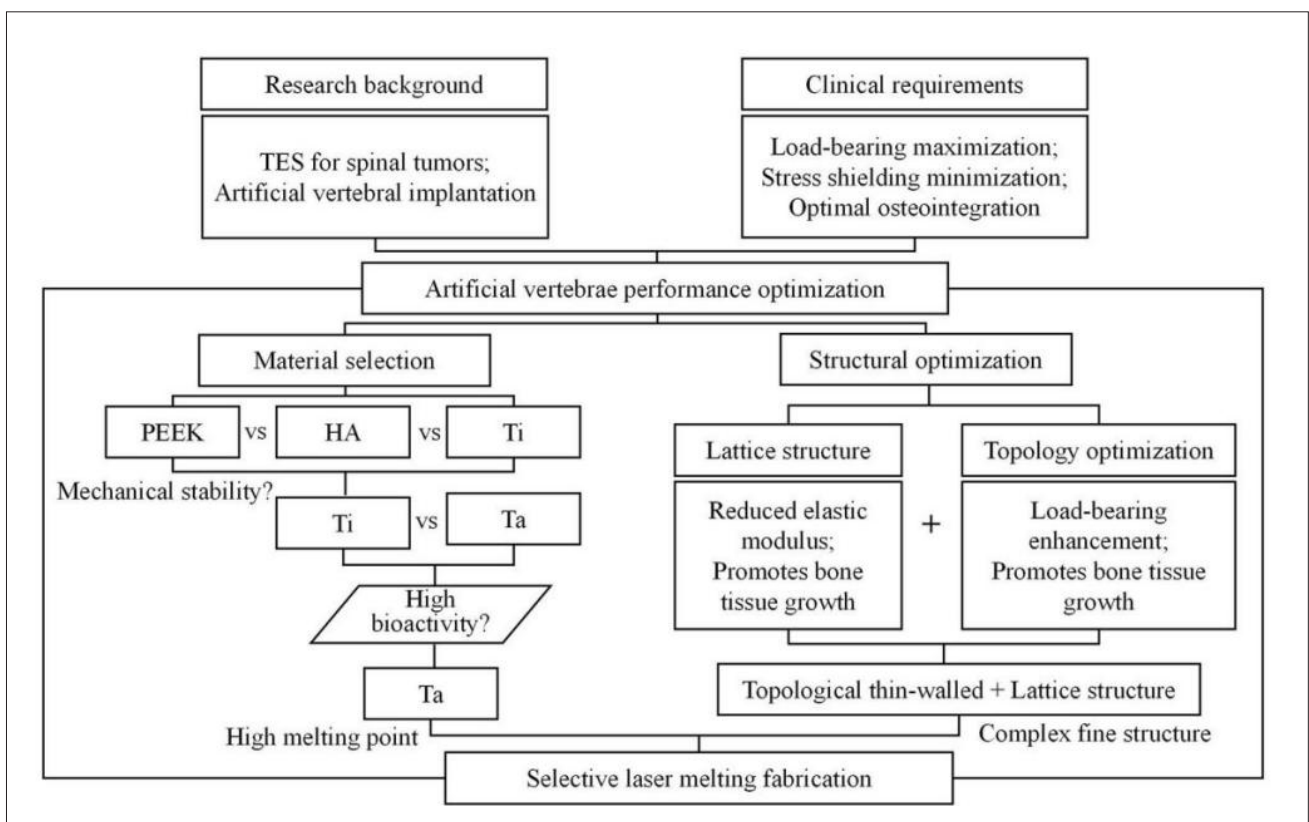 Research background
TES for spinal tumors;
Artificial vertebral implantation
Clinical requirements
Load-bearing maximization;
Stress shielding minimization;
Optimal osteointegration
Artificial vertebrae performance optimization
Material selection
PEEK vs HA vs Ti
Mechanical stability?
Ti vs Ta
High
bioactivity?
Ta
High melting point
Structural optimization
Lattice structure
Reduced elastic
modulus;
Promotes bone
tissue growth
+
Topology optimization
Load-bearing
enhancement;
Promotes bone tissue
growth
Topological thin-walled + Lattice structure
Complex fine structure
Selective laser melting fabrication